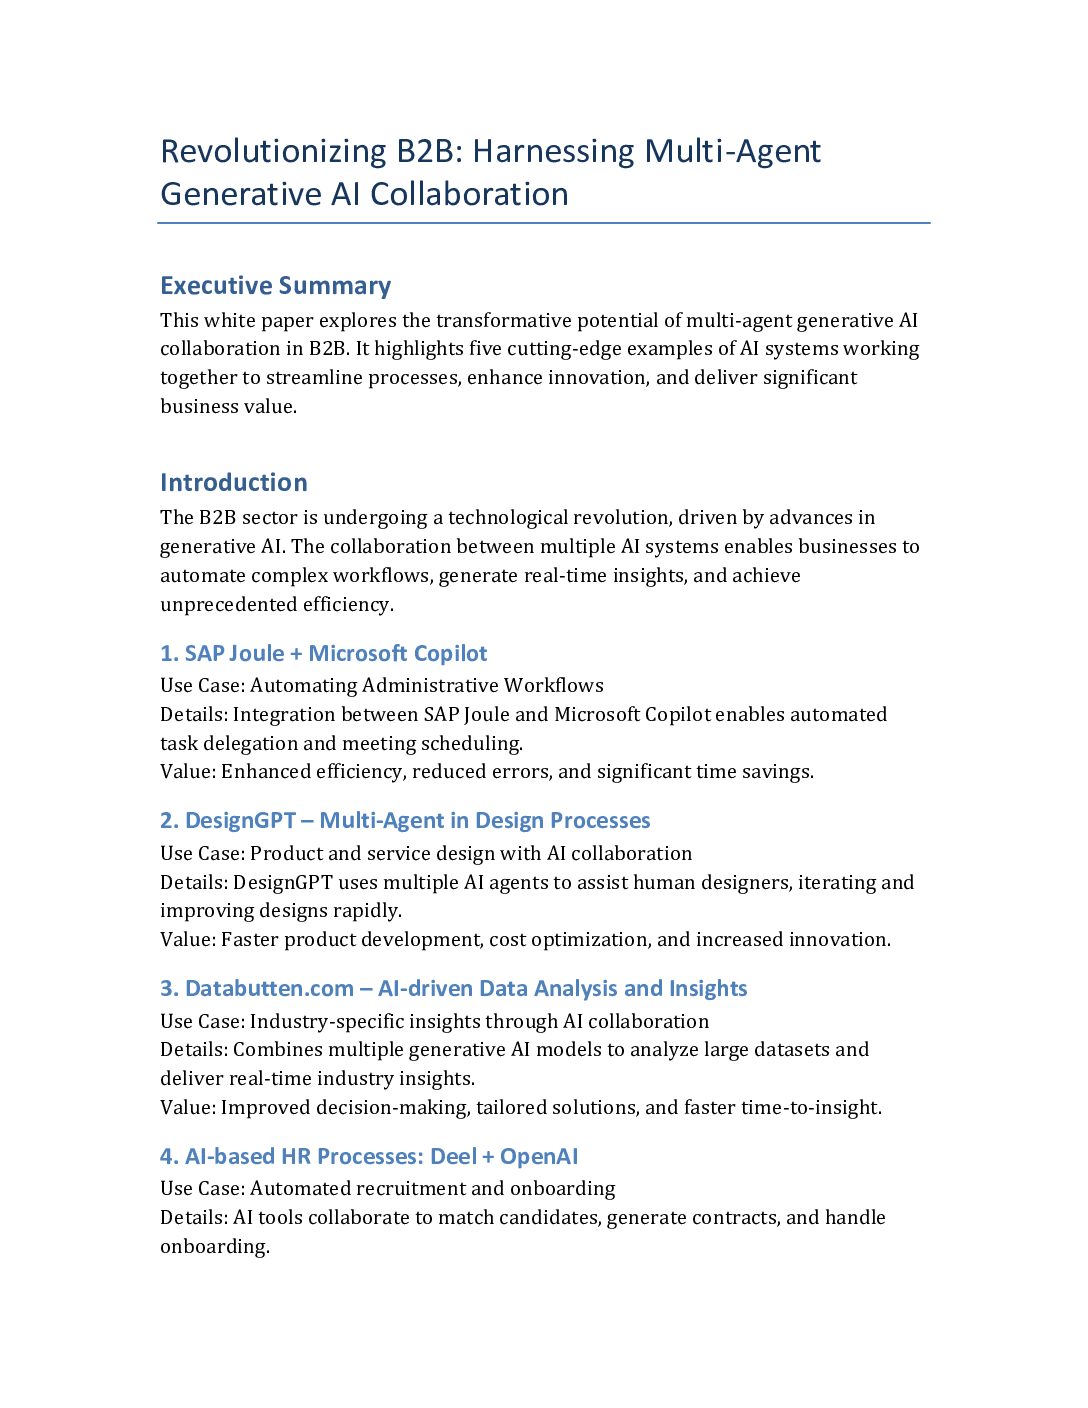 Revolutionizing B2B: Harnessing Multi-Agent
Generative AI Collaboration
Executive Summary
This white paper explores the transformative potential of multi-agent generative AI
collaboration in B2B. It highlights five cutting-edge examples of AI systems working
together to streamline processes, enhance innovation, and deliver significant
business value.
Introduction
The B2B sector is undergoing a technological revolution, driven by advances in
generative AI. The collaboration between multiple AI systems enables businesses to
automate complex workflows, generate real-time insights, and achieve
unprecedented efficiency.
1. SAP Joule + Microsoft Copilot
Use Case: Automating Administrative Workflows
Details: Integration between SAP Joule and Microsoft Copilot enables automated
task delegation and meeting scheduling.
Value: Enhanced efficiency, reduced errors, and significant time savings.
2. DesignGPT – Multi-Agent in Design Processes
Use Case: Product and service design with AI collaboration
Details: DesignGPT uses multiple AI agents to assist human designers, iterating and
improving designs rapidly.
Value: Faster product development, cost optimization, and increased innovation.
3. Databutten.com – AI-driven Data Analysis and Insights
Use Case: Industry-specific insights through AI collaboration
Details: Combines multiple generative AI models to analyze large datasets and
deliver real-time industry insights.
Value: Improved decision-making, tailored solutions, and faster time-to-insight.
4. AI-based HR Processes: Deel + OpenAI
Use Case: Automated recruitment and onboarding
Details: AI tools collaborate to match candidates, generate contracts, and handle
onboarding.